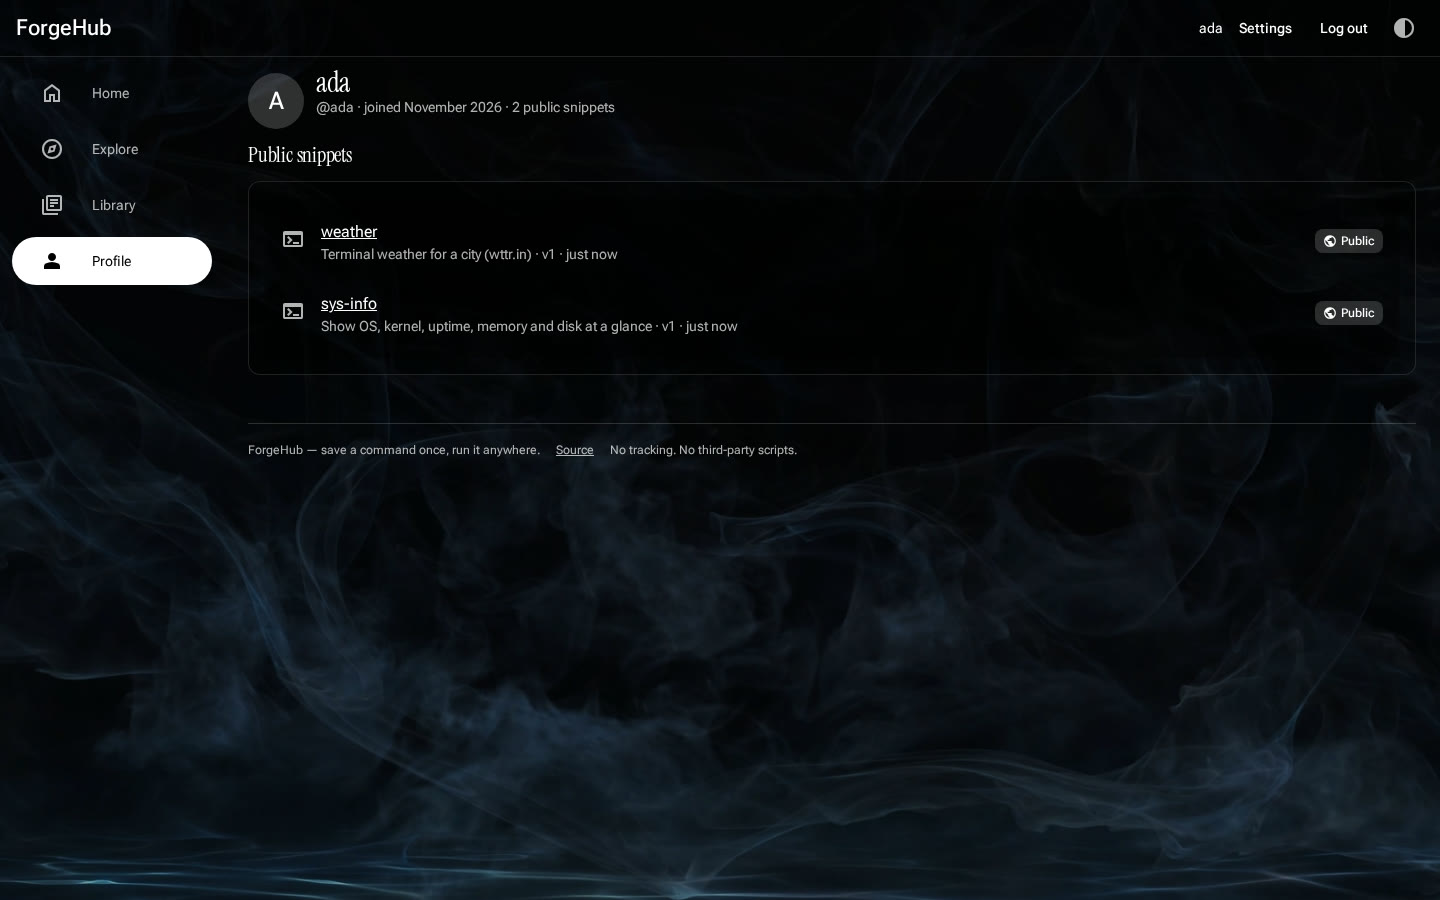 ForgeHub
ada Settings Log out
Home
Explore
Library
Profile
A
ada
@ada · joined November 2026 · 2 public snippets
Public snippets
weather
Terminal weather for a city (wttr.in) · v1 · just now
Public
sys-info
Show OS, kernel, uptime, memory and disk at a glance · v1 · just now
Public
ForgeHub — save a command once, run it anywhere. Source No tracking. No third-party scripts.